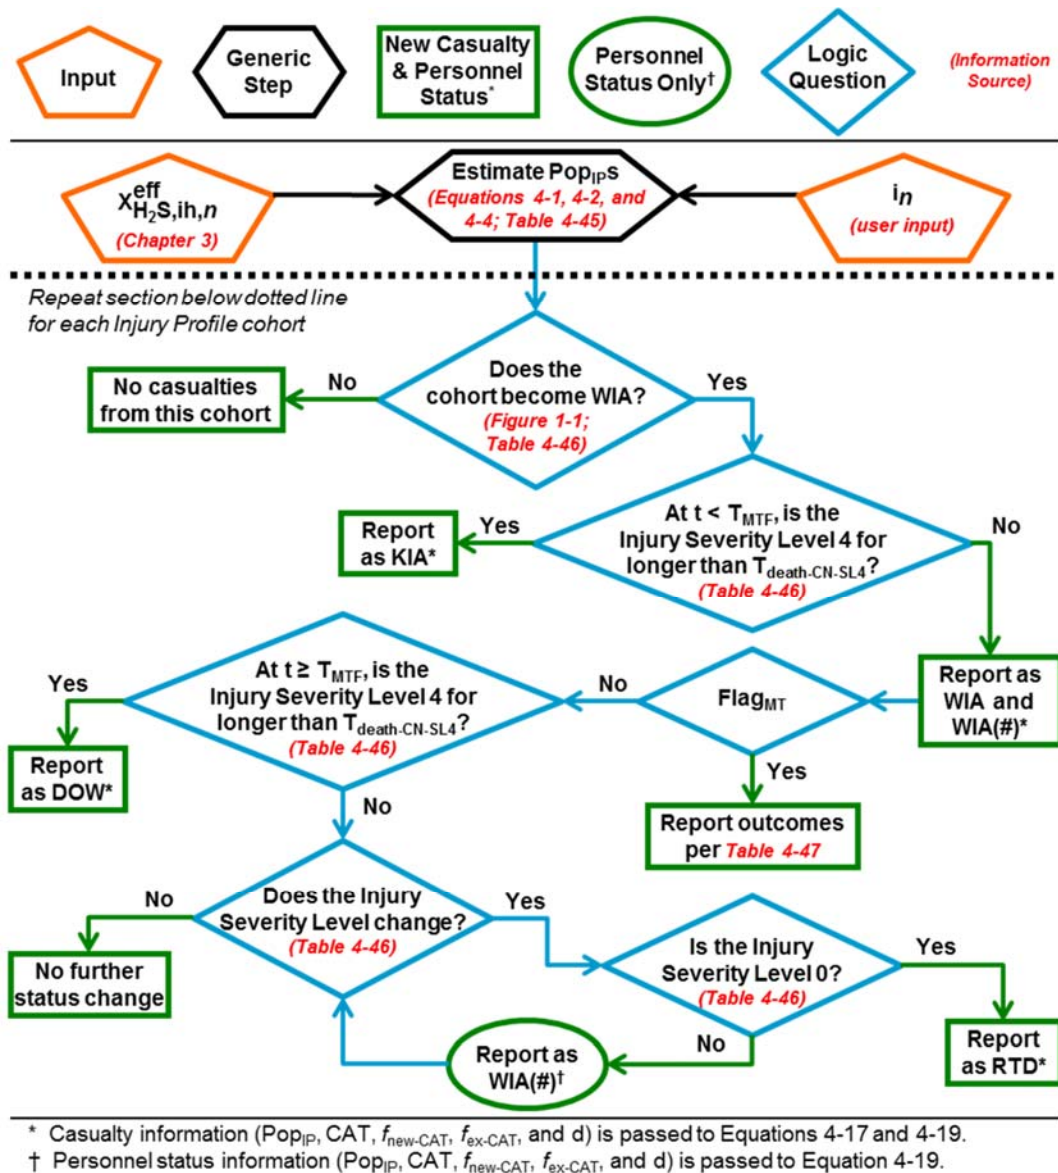 Input
Generic
Step
New Casualty
& Personnel
Status*
Personnel
Status Only†
Logic
Question
(Information
Source)
X^eff_H₂S,ih,n
(Chapter 3)
Estimate Pop_IPs
(Equations 4-1, 4-2, and
4-4; Table 4-45)
i_n
(user input)
Repeat section below dotted line
for each Injury Profile cohort
Does the
cohort become WIA?
(Figure 1-1;
Table 4-46)
No
Yes
No casualties
from this cohort
At t < T_MTF, is the
Injury Severity Level 4 for
longer than T_death-CN-SL4?
(Table 4-46)
Yes
No
Report
as KIA*
Report as
WIA and
WIA(#)*
Flag_MT
No
Yes
At t ≥ T_MTF, is the
Injury Severity Level 4 for
longer than T_death-CN-SL4?
(Table 4-46)
Yes
No
Report
as DOW*
Report outcomes
per Table 4-47
Does the Injury
Severity Level change?
(Table 4-46)
No
Yes
No further
status change
Is the Injury
Severity Level 0?
(Table 4-46)
Yes
No
Report as
WIA(#)†
Report
as RTD*
* Casualty information (Pop_IP, CAT, f_new-CAT, f_ex-CAT, and d) is passed to Equations 4-17 and 4-19.
† Personnel status information (Pop_IP, CAT, f_new-CAT, f_ex-CAT, and d) is passed to Equation 4-19.